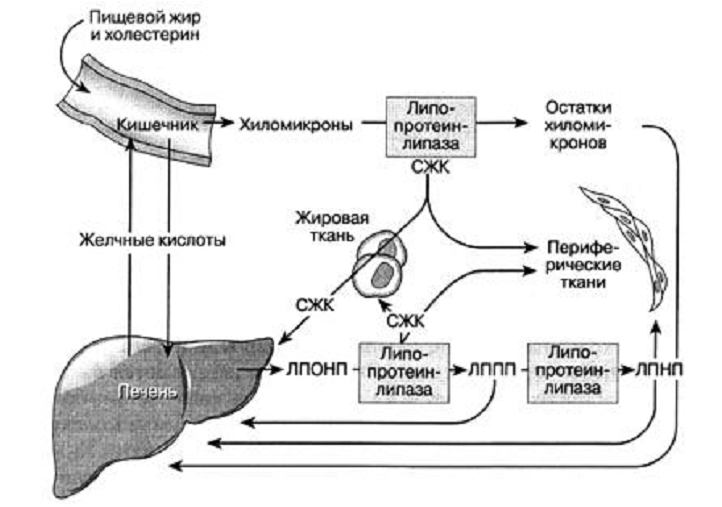 Пищевой жир
и холестерин
Кишечник
Хиломикроны
Липо-
протеин-
липаза
Остатки
хиломи-
кронов
СЖК
Жировая
ткань
Желчные кислоты
Перифе-
рические
ткани
СЖК
СЖК
Печень
ЛПОНП
Липо-
протеин-
липаза
ЛППП
Липо-
протеин-
липаза
ЛПНП